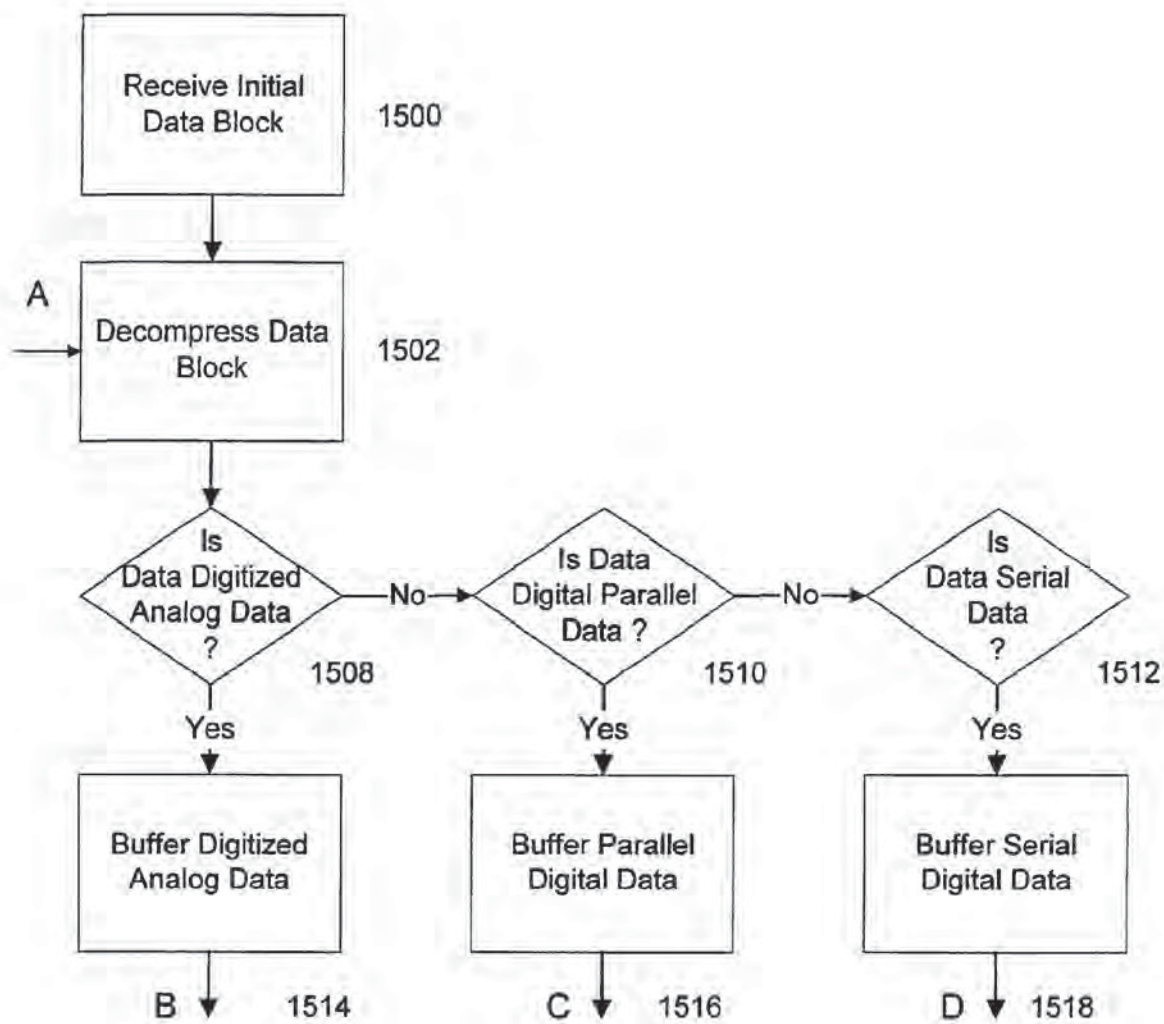 Receive Initial
Data Block
1500
A
Decompress Data
Block
1502
Is
Data Digitized
Analog Data
?
1508
No
Is Data
Digital Parallel
Data ?
1510
No
Is
Data Serial
Data
?
1512
Yes
Yes
Yes
Buffer Digitized
Analog Data
Buffer Parallel
Digital Data
Buffer Serial
Digital Data
B
1514
C
1516
D
1518